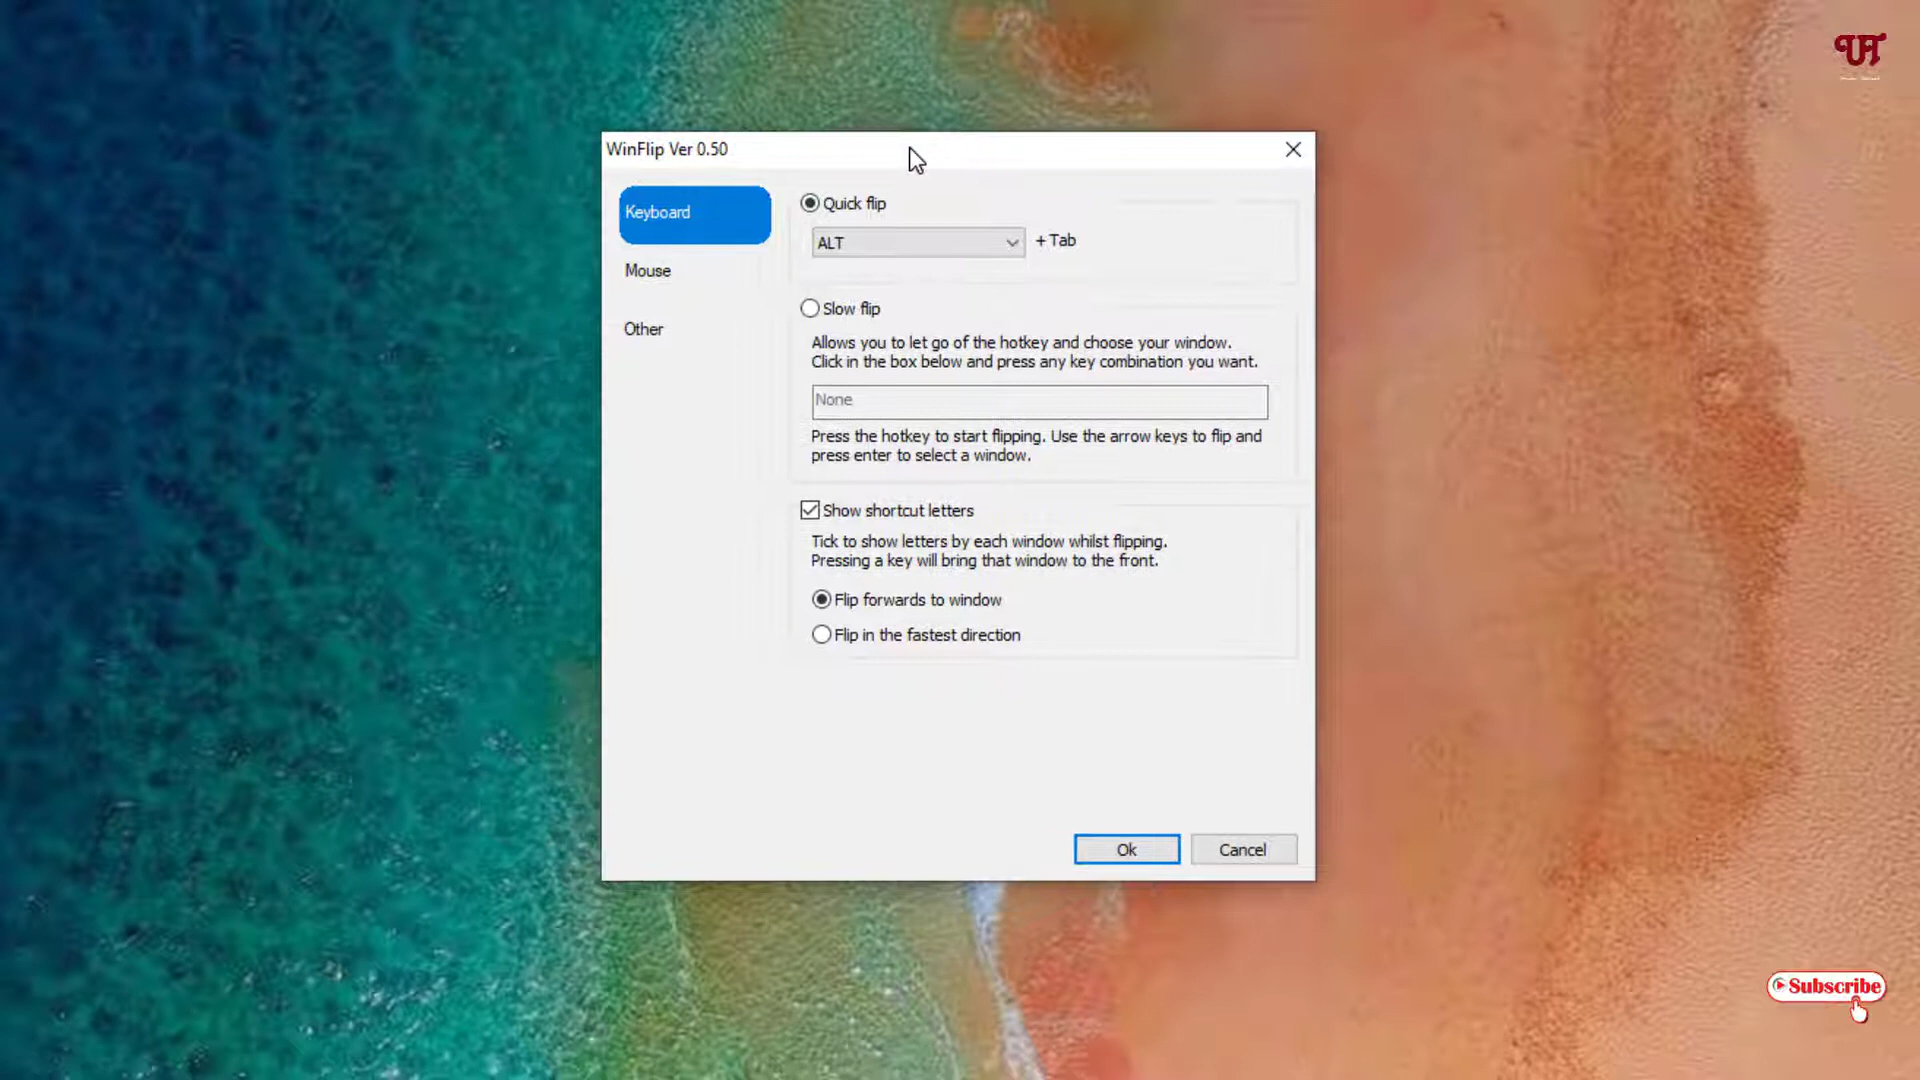 UT
WinFlip Ver 0.50
Keyboard
Mouse
Other
Quick flip
ALT
+ Tab
Slow flip
Allows you to let go of the hotkey and choose your window.
Click in the box below and press any key combination you want.
None
Press the hotkey to start flipping. Use the arrow keys to flip and
press enter to select a window.
Show shortcut letters
Tick to show letters by each window whilst flipping.
Pressing a key will bring that window to the front.
Flip forwards to window
Flip in the fastest direction
Ok
Cancel
Subscribe